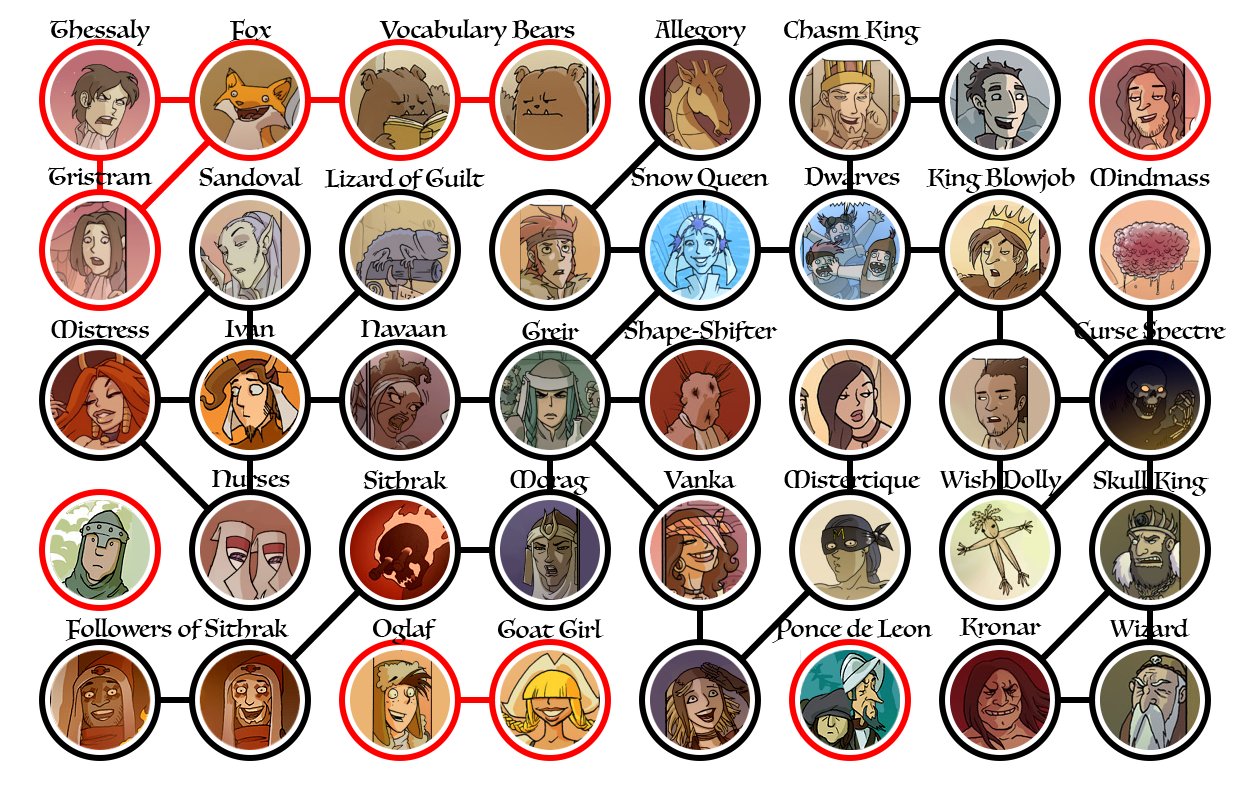 Thessaly Fox Vocabulary Bears Allegory Chasm King
Tristram Sandoval Lizard of Guilt Snow Queen Dwarves King Blowjob Mindmass
Mistress Ivan Navaan Greir Shape-Shifter Curse Spectre
Nurses Sithrak Morag Vanka Mistertique Wish Dolly Skull King
Followers of Sithrak Oglaf Goat Girl Ponce de Leon Kronar Wizard